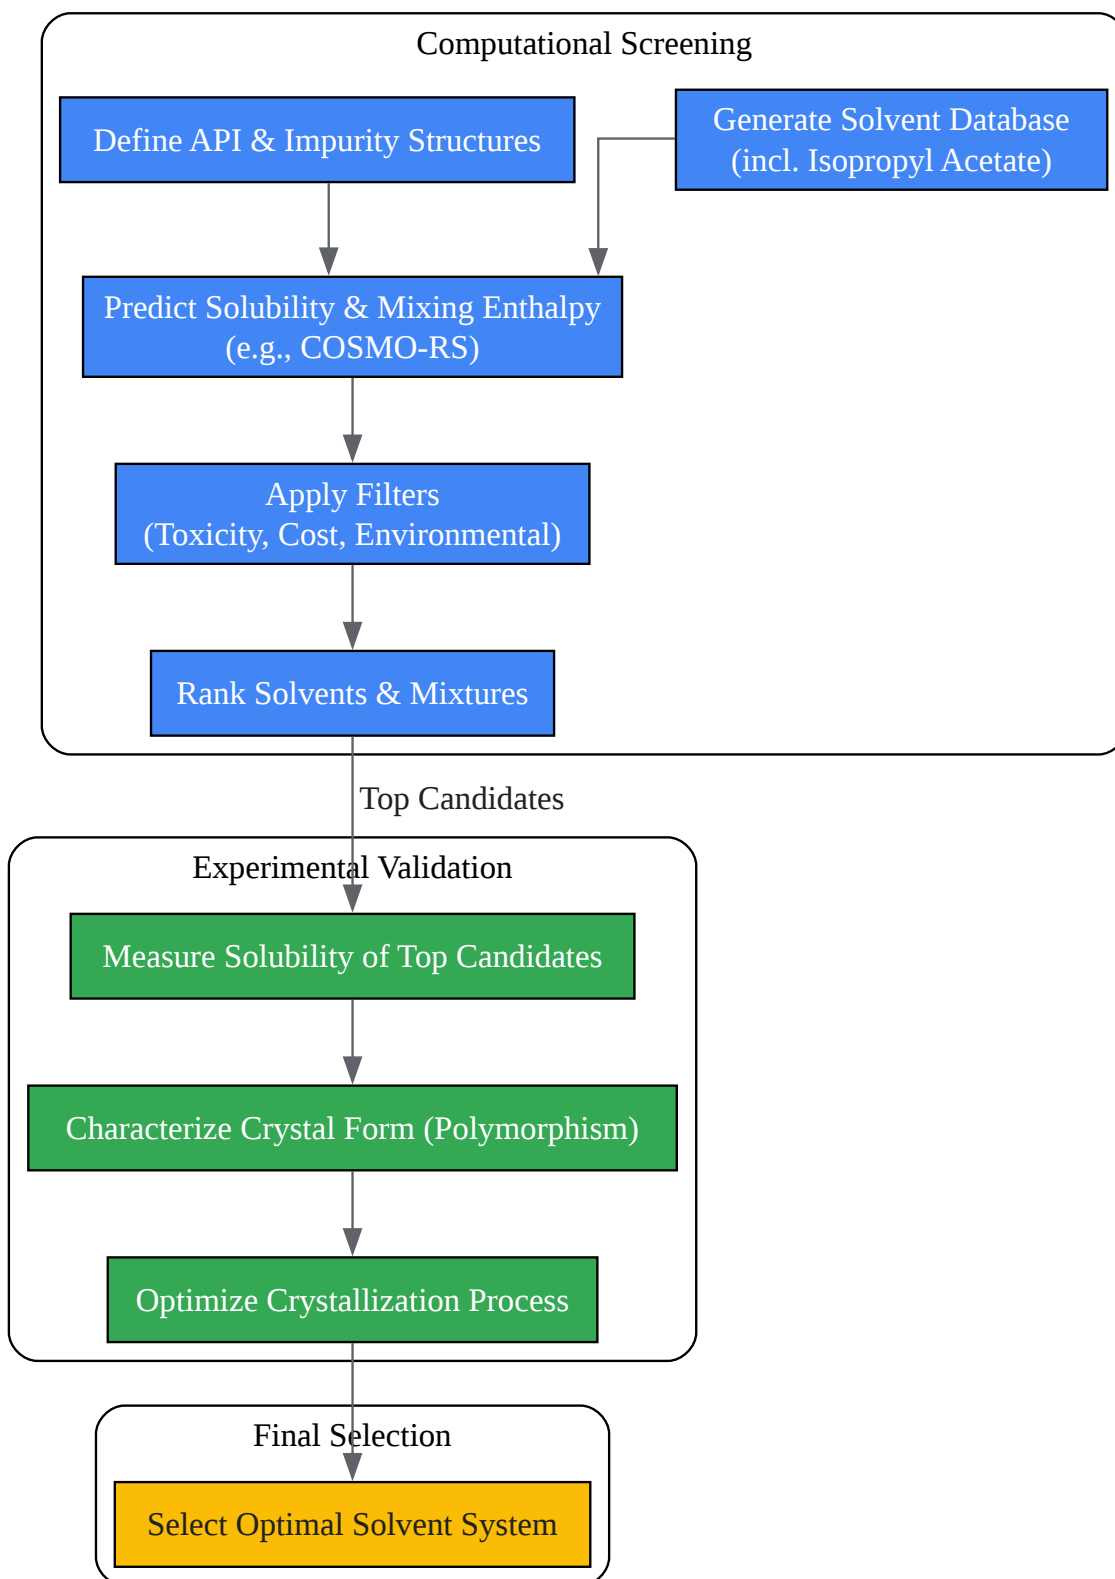 Computational Screening
Define API & Impurity Structures
Generate Solvent Database
(incl. Isopropyl Acetate)
Predict Solubility & Mixing Enthalpy
(e.g., COSMO-RS)
Apply Filters
(Toxicity, Cost, Environmental)
Rank Solvents & Mixtures
Top Candidates
Experimental Validation
Measure Solubility of Top Candidates
Characterize Crystal Form (Polymorphism)
Optimize Crystallization Process
Final Selection
Select Optimal Solvent System